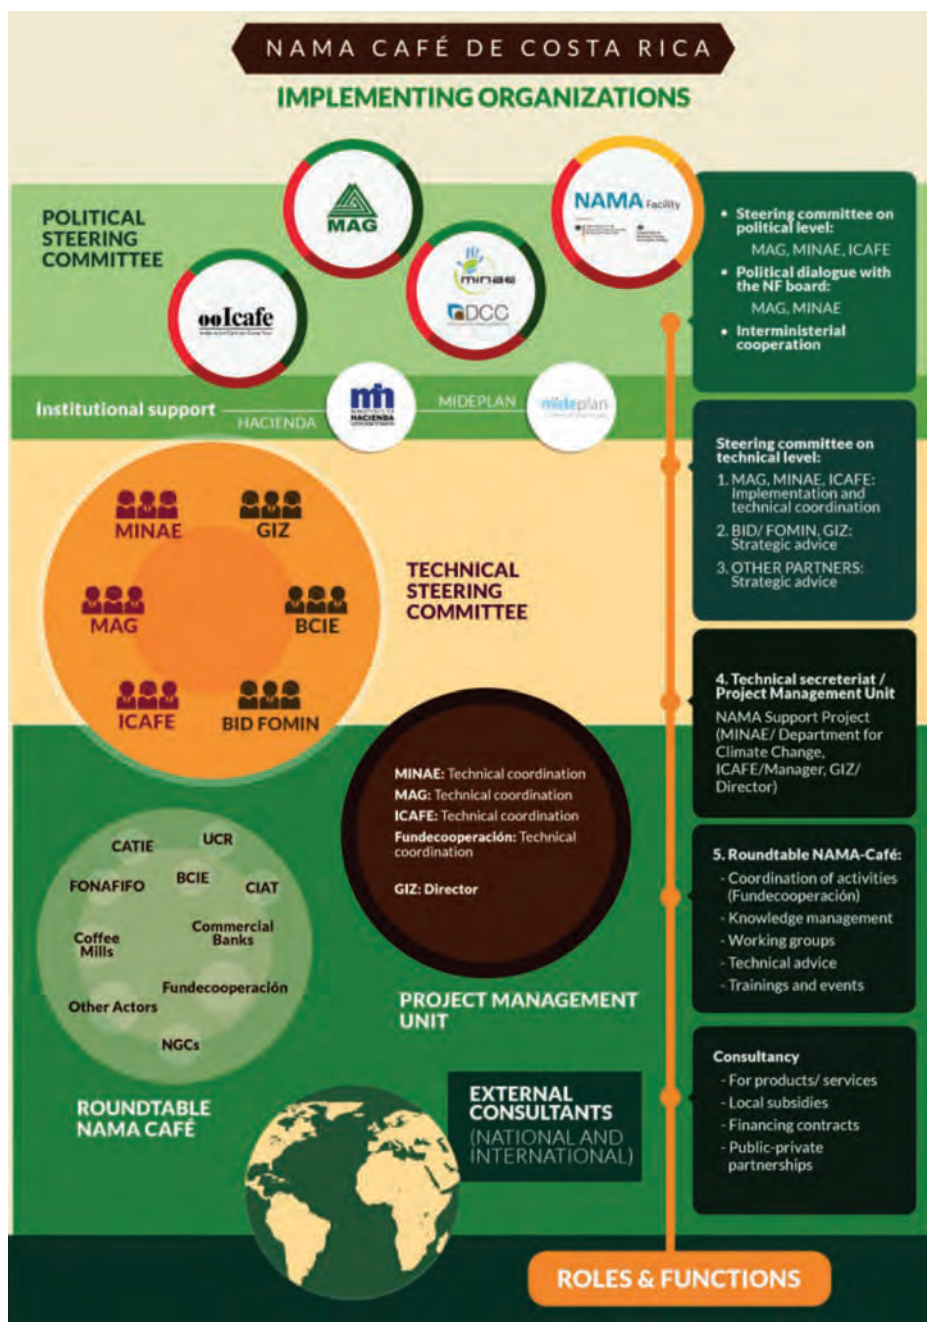 NAMA CAFÉ DE COSTA RICA
IMPLEMENTING ORGANIZATIONS
POLITICAL
STEERING
COMMITTEE
MAG
NAMA Facility
minae
DCC
Icafe
• Steering committee on
political level:
MAG, MINAE, ICAFE
• Political dialogue with
the NF board:
MAG, MINAE
• Interministerial
cooperation
Institutional support
HACIENDA
mh
HACIENDA
MIDEPLAN
mideplan
MINAE
GIZ
MAG
BCIE
ICAFE
BID FOMIN
TECHNICAL
STEERING
COMMITTEE
Steering committee on
technical level:
1. MAG, MINAE, ICAFE:
Implementation and
technical coordination
2. BID/ FOMIN, GIZ:
Strategic advice
3. OTHER PARTNERS:
Strategic advice
4. Technical secreteriat /
Project Management Unit
NAMA Support Project
(MINAE/ Department for
Climate Change,
ICAFE/Manager, GIZ/
Director)
MINAE: Technical coordination
MAG: Technical coordination
ICAFE: Technical coordination
Fundecooperación: Technical
coordination
GIZ: Director
PROJECT MANAGEMENT
UNIT
CATIE
UCR
FONAFIFO
BCIE
CIAT
Coffee
Mills
Commercial
Banks
Fundecooperación
Other Actors
NGCs
ROUNDTABLE
NAMA CAFÉ
5. Roundtable NAMA-Café:
- Coordination of activities
(Fundecooperación)
- Knowledge management
- Working groups
- Technical advice
- Trainings and events
EXTERNAL
CONSULTANTS
(NATIONAL AND
INTERNATIONAL)
Consultancy
- For products/ services
- Local subsidies
- Financing contracts
- Public-private
partnerships
ROLES & FUNCTIONS